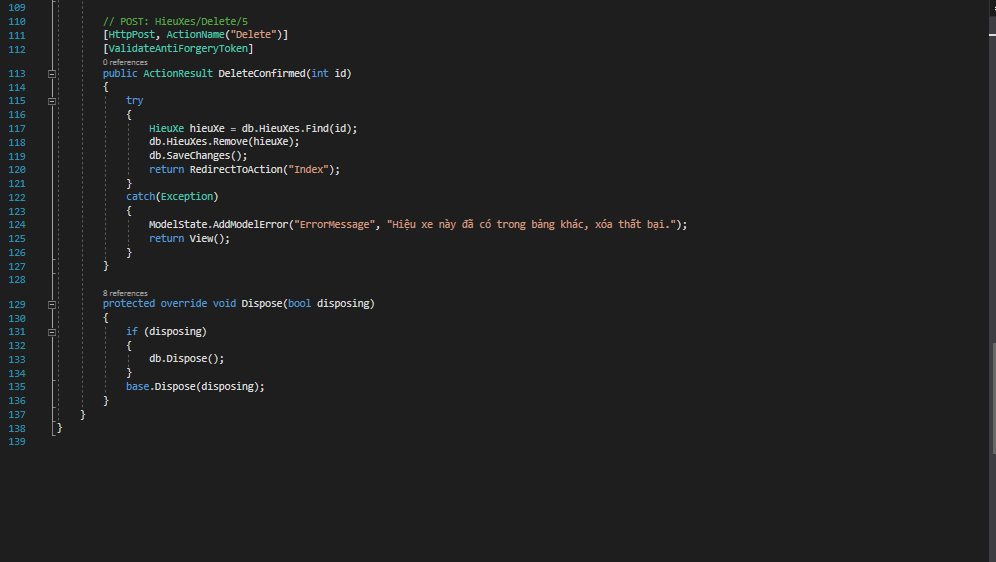 109
110 // POST: HieuXes/Delete/5
111 [HttpPost, ActionName("Delete")]
112 [ValidateAntiForgeryToken]
0 references
113 public ActionResult DeleteConfirmed(int id)
114 {
115 try
116 {
117 HieuXe hieuXe = db.HieuXes.Find(id);
118 db.HieuXes.Remove(hieuXe);
119 db.SaveChanges();
120 return RedirectToAction("Index");
121 }
122 catch(Exception)
123 {
124 ModelState.AddModelError("ErrorMessage", "Hiệu xe này đã có trong bảng khác, xóa thất bại.");
125 return View();
126 }
127 }
128
8 references
129 protected override void Dispose(bool disposing)
130 {
131 if (disposing)
132 {
133 db.Dispose();
134 }
135 base.Dispose(disposing);
136 }
137 }
138 }
139